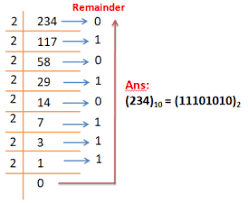 Remainder
2 234 0
2 117 1
2 58 0
2 29 1
2 14 0
2 7 1
2 3 1
2 1 1
0
Ans:
(234)₁₀ = (11101010)₂